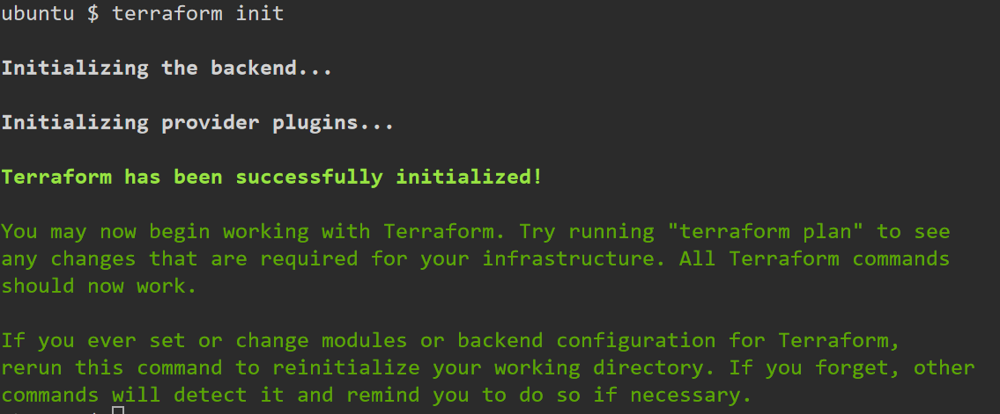 ubuntu $ terraform init
Initializing the backend...
Initializing provider plugins...
Terraform has been successfully initialized!
You may now begin working with Terraform. Try running "terraform plan" to see
any changes that are required for your infrastructure. All Terraform commands
should now work.
If you ever set or change modules or backend configuration for Terraform,
rerun this command to reinitialize your working directory. If you forget, other
commands will detect it and remind you to do so if necessary.